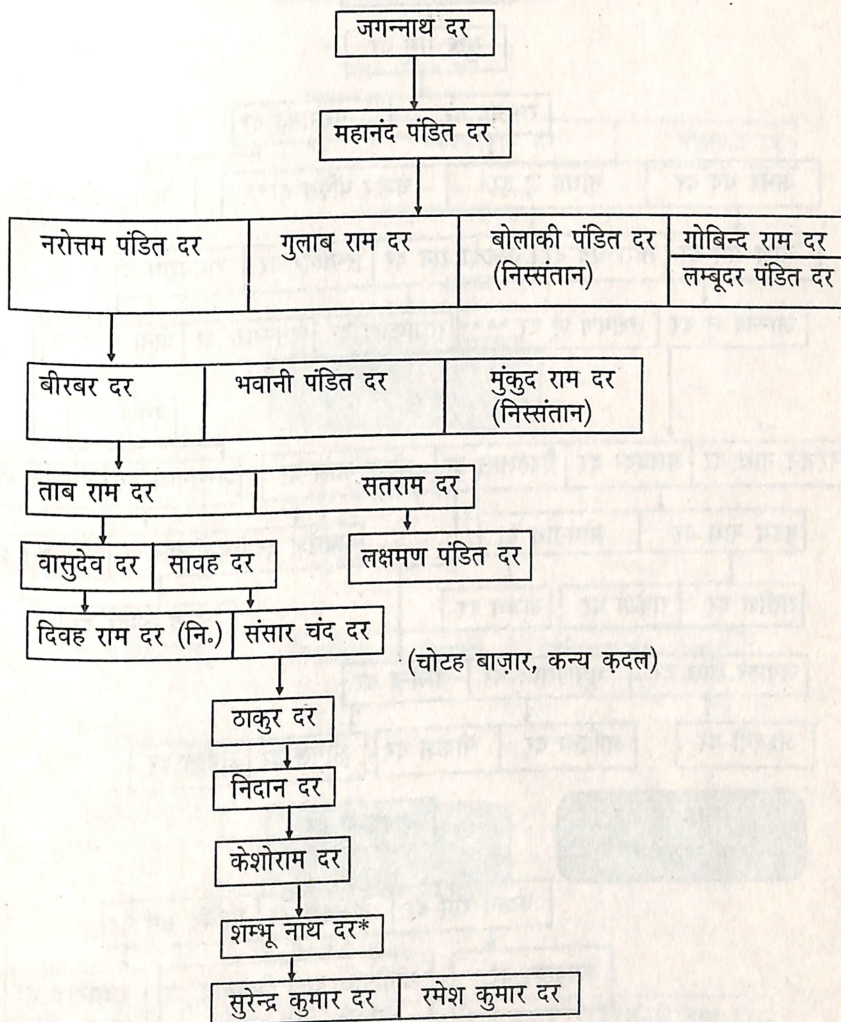 जगन्नाथ दर
महानंद पंडित दर
नरोत्तम पंडित दर गुलाब राम दर बोलाकी पंडित दर गोबिन्द राम दर
(निस्संतान) लम्बूदर पंडित दर
बीरबर दर भवानी पंडित दर मुंकुद राम दर
(निस्संतान)
ताब राम दर सतराम दर
वासुदेव दर सावह दर लक्षमण पंडित दर
दिवह राम दर (नि॰) संसार चंद दर
(चोटह बाज़ार, कन्य क़दल)
ठाकुर दर
निदान दर
केशोराम दर
शम्भू नाथ दर*
सुरेन्द्र कुमार दर रमेश कुमार दर